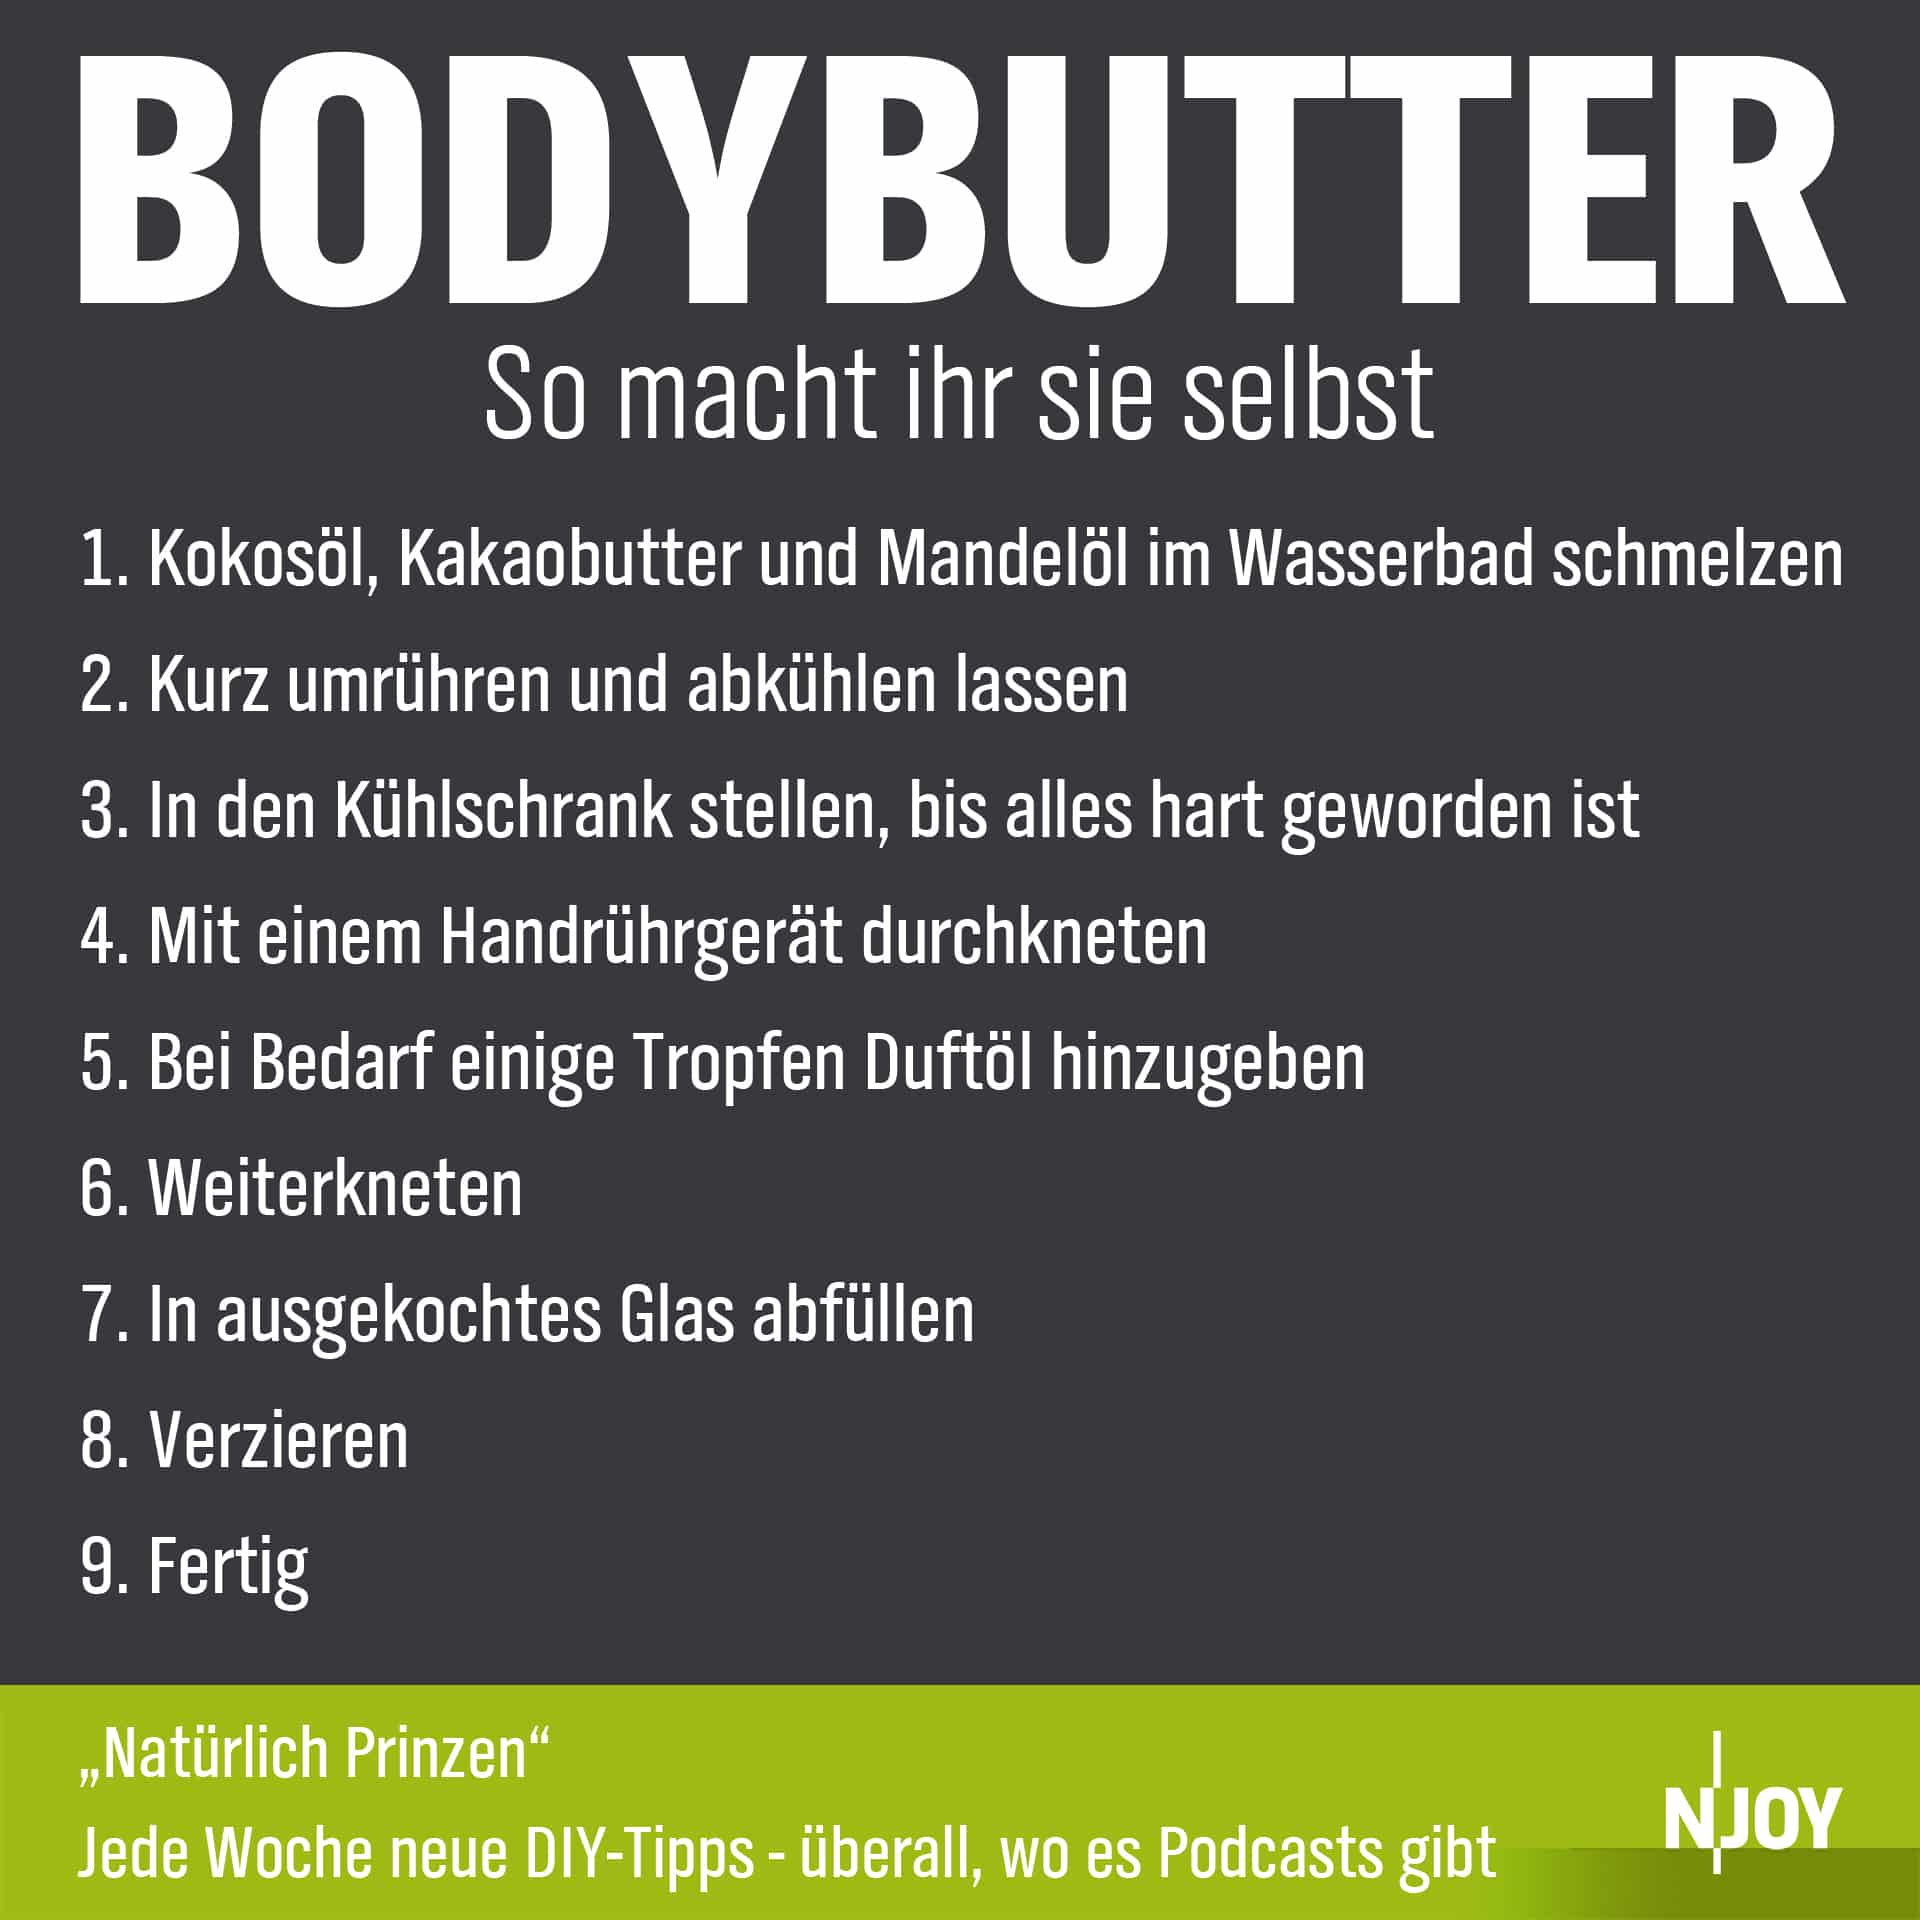 BODYBUTTER
So macht ihr sie selbst
1. Kokosöl, Kakaobutter und Mandelöl im Wasserbad schmelzen
2. Kurz umrühren und abkühlen lassen
3. In den Kühlschrank stellen, bis alles hart geworden ist
4. Mit einem Handrührgerät durchkneten
5. Bei Bedarf einige Tropfen Duftöl hinzugeben
6. Weiterkneten
7. In ausgekochtes Glas abfüllen
8. Verzieren
9. Fertig
„Natürlich Prinzen“
Jede Woche neue DIY-Tipps - überall, wo es Podcasts gibt
N|JOY